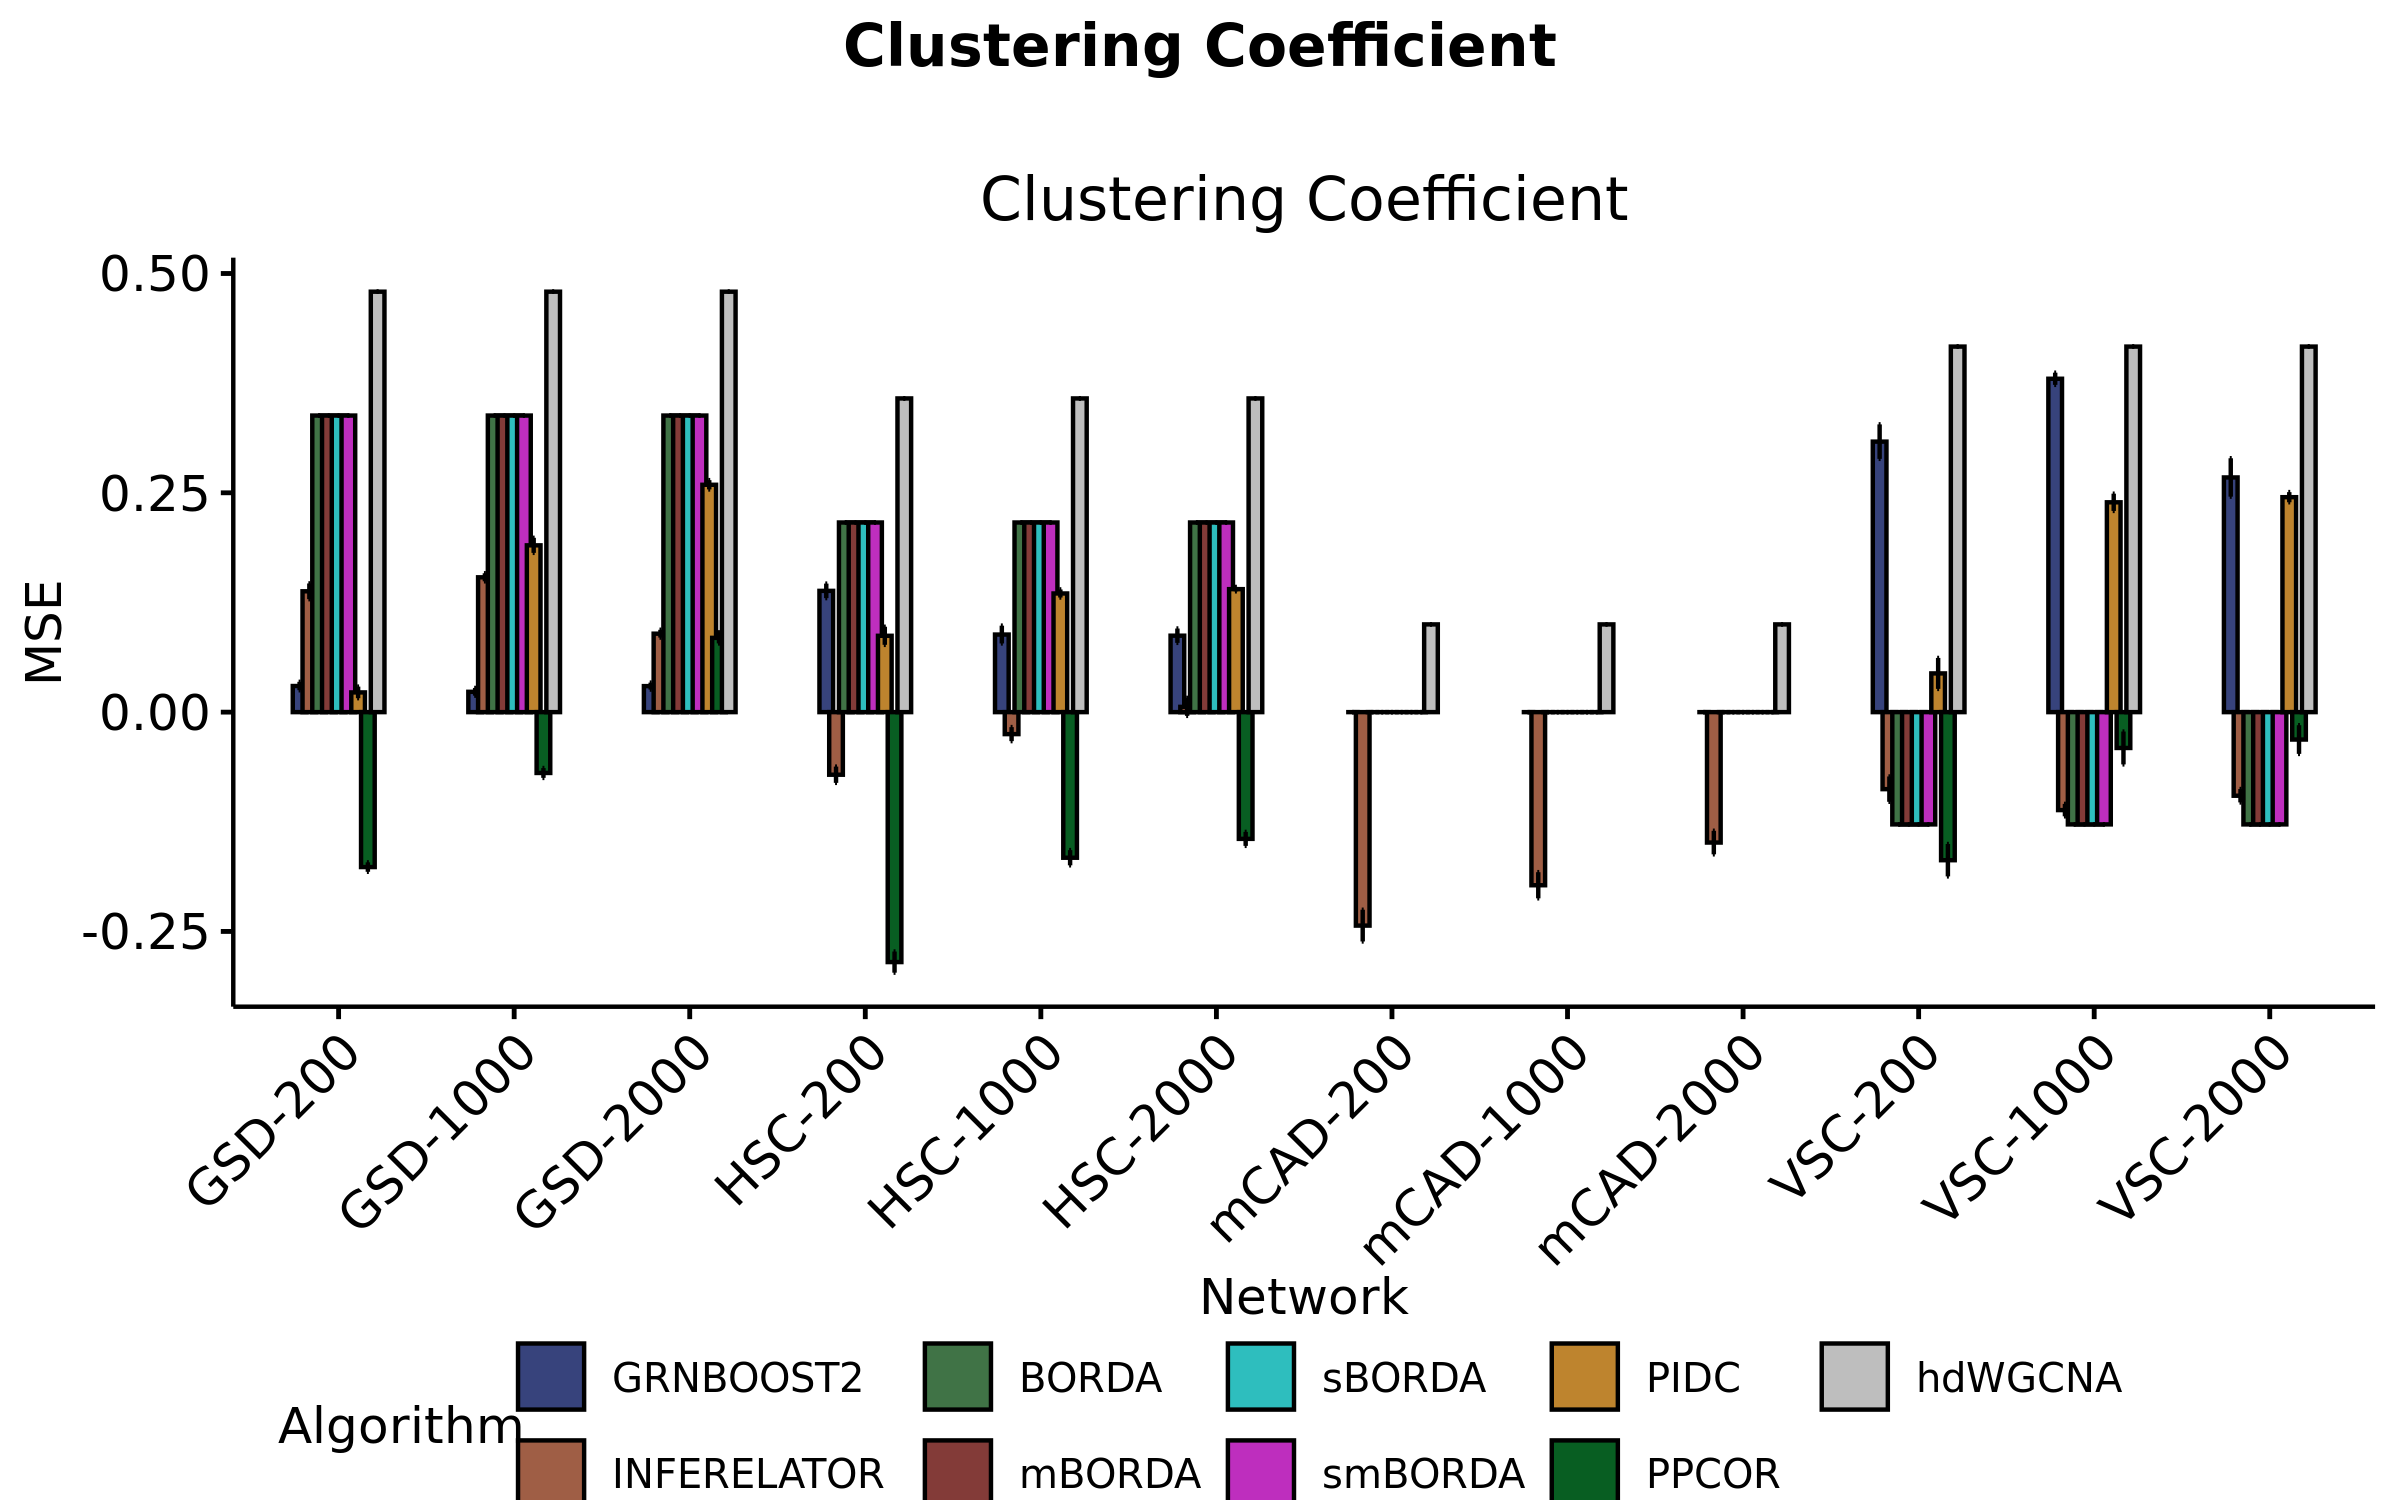 Clustering Coefficient
Clustering Coefficient
0.50
0.25
0.00
-0.25
MSE
GSD-200
GSD-1000
GSD-2000
HSC-200
HSC-1000
HSC-2000
mCAD-200
mCAD-1000
mCAD-2000
VSC-200
VSC-1000
VSC-2000
Network
Algorithm
GRNBOOST2 BORDA sBORDA PIDC hdWGCNA
INFERELATOR mBORDA smBORDA PPCOR